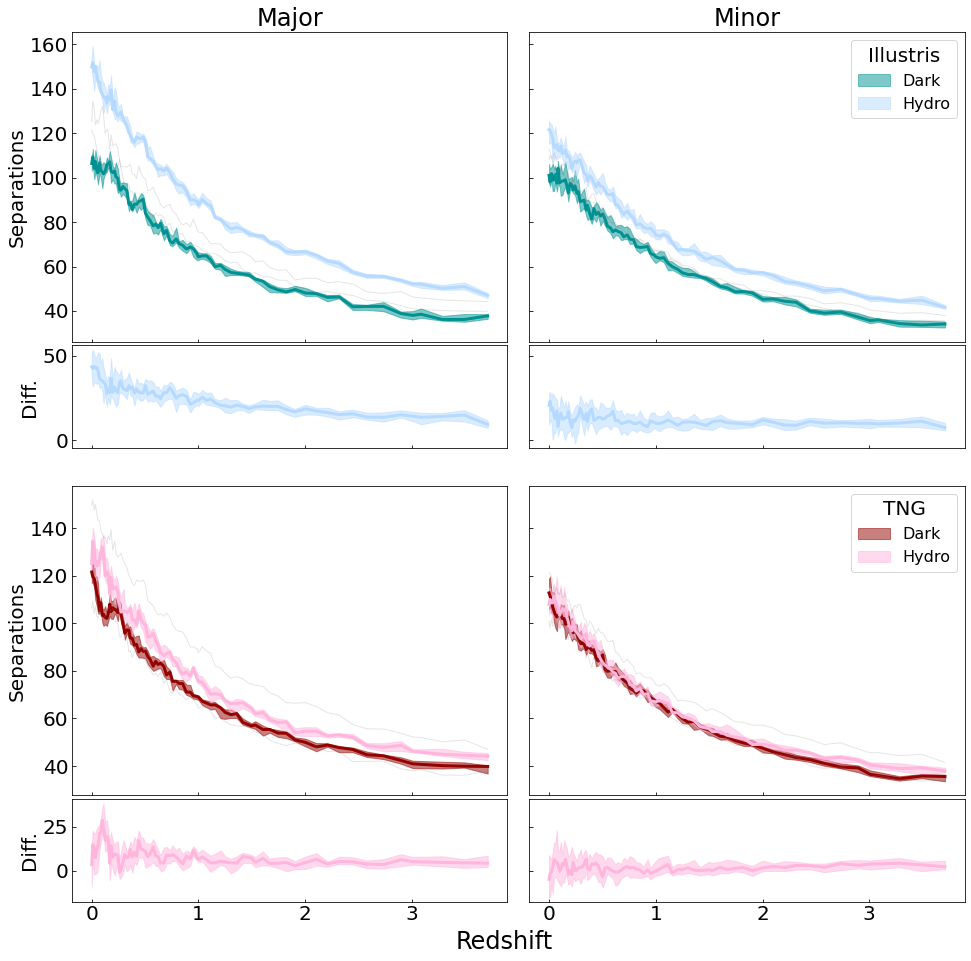 Major
Minor
160
140
120
100
80
60
40
Separations
Illustris
Dark
Hydro
50
0
Diff.
140
120
100
80
60
40
Separations
TNG
Dark
Hydro
25
0
Diff.
0 1 2 3
0 1 2 3
Redshift